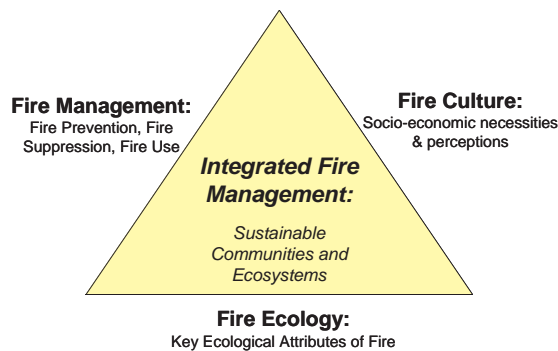 Fire Management:
Fire Prevention, Fire
Suppression, Fire Use
Fire Culture:
Socio-economic necessities
& perceptions
Integrated Fire
Management:
Sustainable
Communities and
Ecosystems
Fire Ecology:
Key Ecological Attributes of Fire